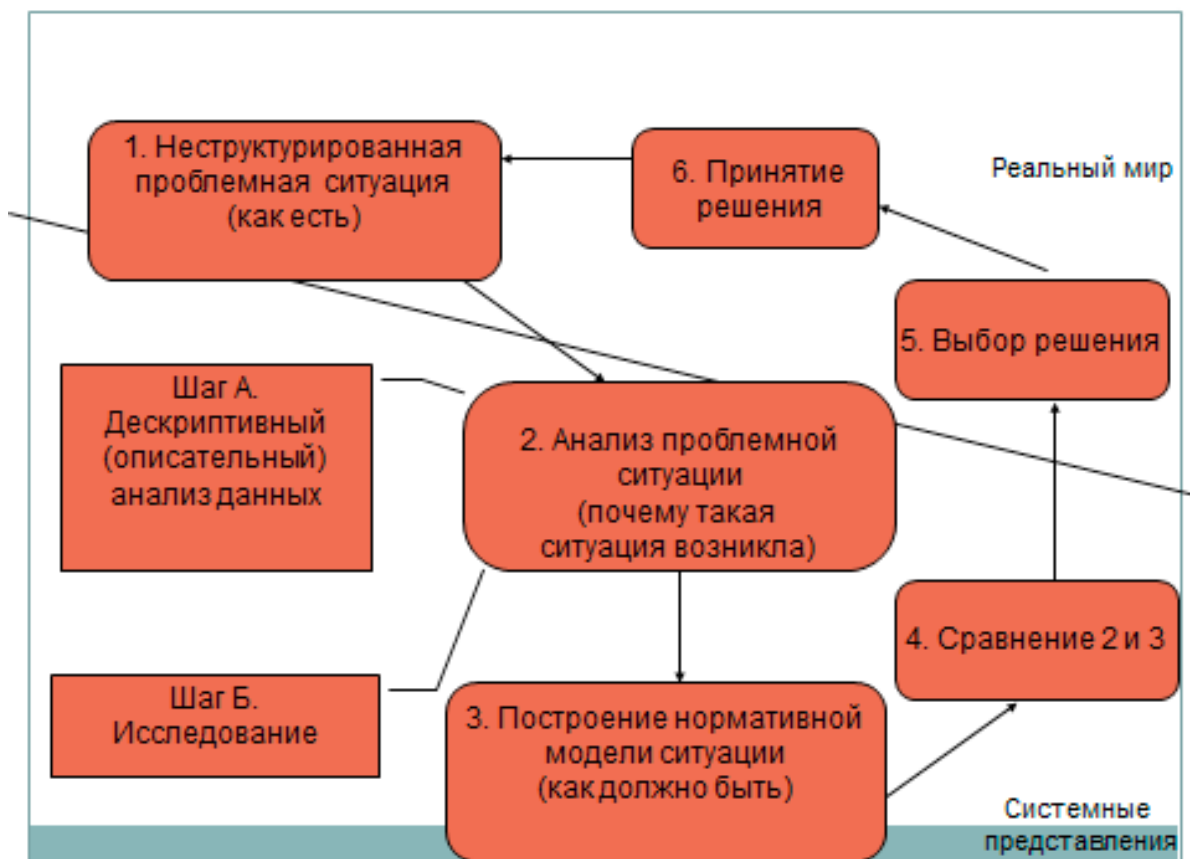 1. Неструктурированная
проблемная ситуация
(как есть)
6. Принятие
решения
Реальный мир
5. Выбор решения
Шаг А.
Дескриптивный
(описательный)
анализ данных
2. Анализ проблемной
ситуации
(почему такая
ситуация возникла)
4. Сравнение 2 и 3
Шаг Б.
Исследование
3. Построение нормативной
модели ситуации
(как должно быть)
Системные
представления